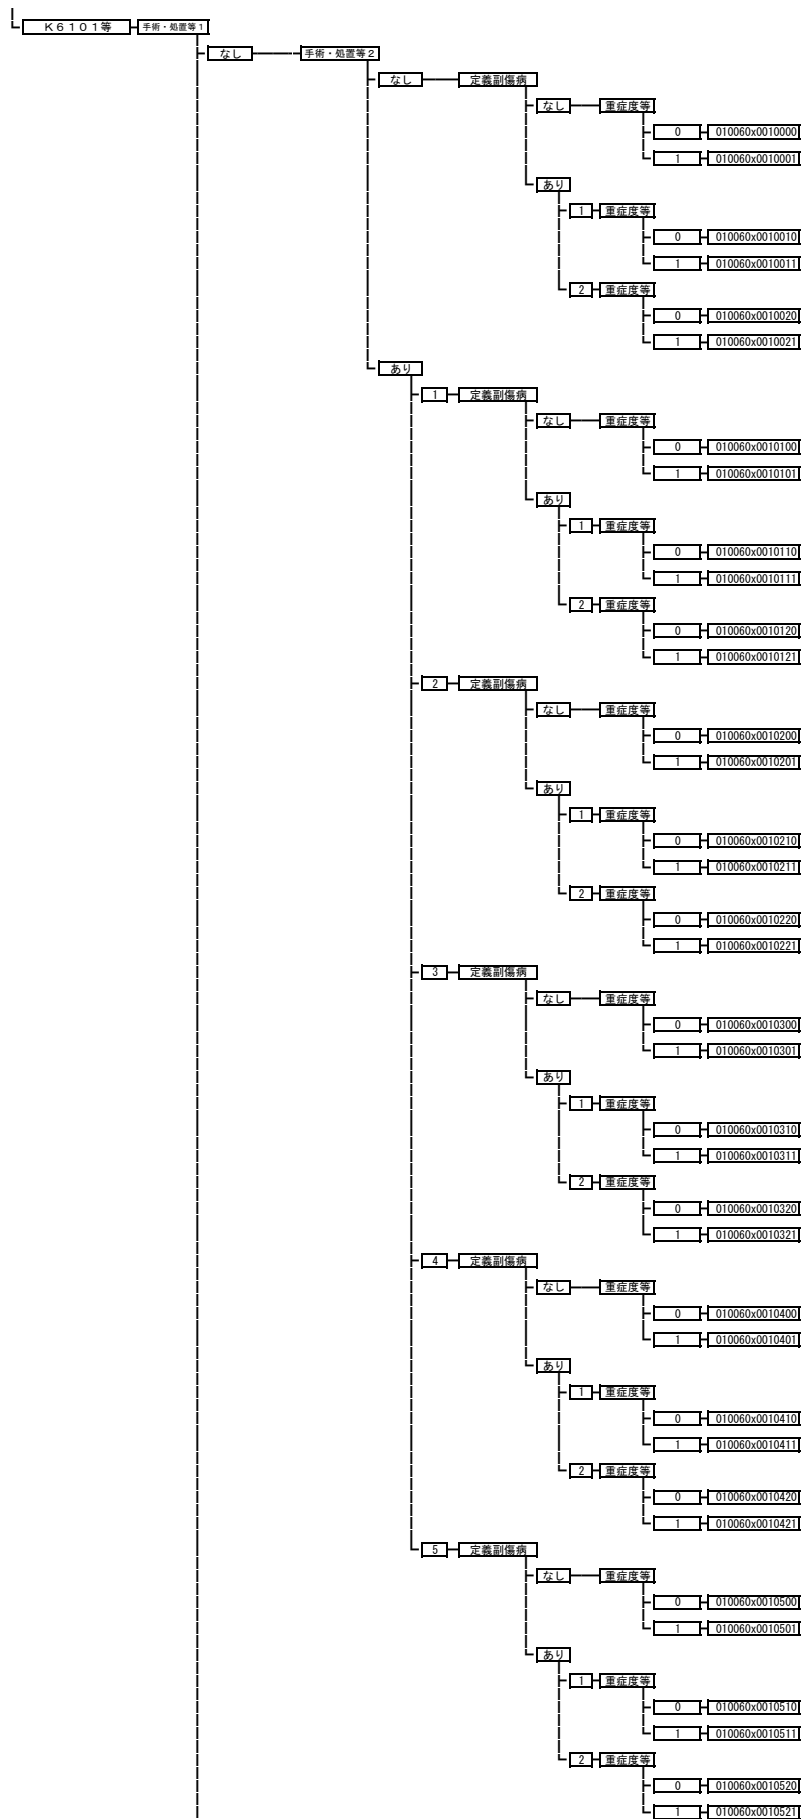 K6101等 手術・処置等1
なし 手術・処置等2
なし 定義副傷病
なし 重症度等
0 010060x0010000
1 010060x0010001
あり
1 重症度等
0 010060x0010010
1 010060x0010011
2 重症度等
0 010060x0010020
1 010060x0010021
あり
1 定義副傷病
なし 重症度等
0 010060x0010100
1 010060x0010101
あり
1 重症度等
0 010060x0010110
1 010060x0010111
2 重症度等
0 010060x0010120
1 010060x0010121
2 定義副傷病
なし 重症度等
0 010060x0010200
1 010060x0010201
あり
1 重症度等
0 010060x0010210
1 010060x0010211
2 重症度等
0 010060x0010220
1 010060x0010221
3 定義副傷病
なし 重症度等
0 010060x0010300
1 010060x0010301
あり
1 重症度等
0 010060x0010310
1 010060x0010311
2 重症度等
0 010060x0010320
1 010060x0010321
4 定義副傷病
なし 重症度等
0 010060x0010400
1 010060x0010401
あり
1 重症度等
0 010060x0010410
1 010060x0010411
2 重症度等
0 010060x0010420
1 010060x0010421
5 定義副傷病
なし 重症度等
0 010060x0010500
1 010060x0010501
あり
1 重症度等
0 010060x0010510
1 010060x0010511
2 重症度等
0 010060x0010520
1 010060x0010521